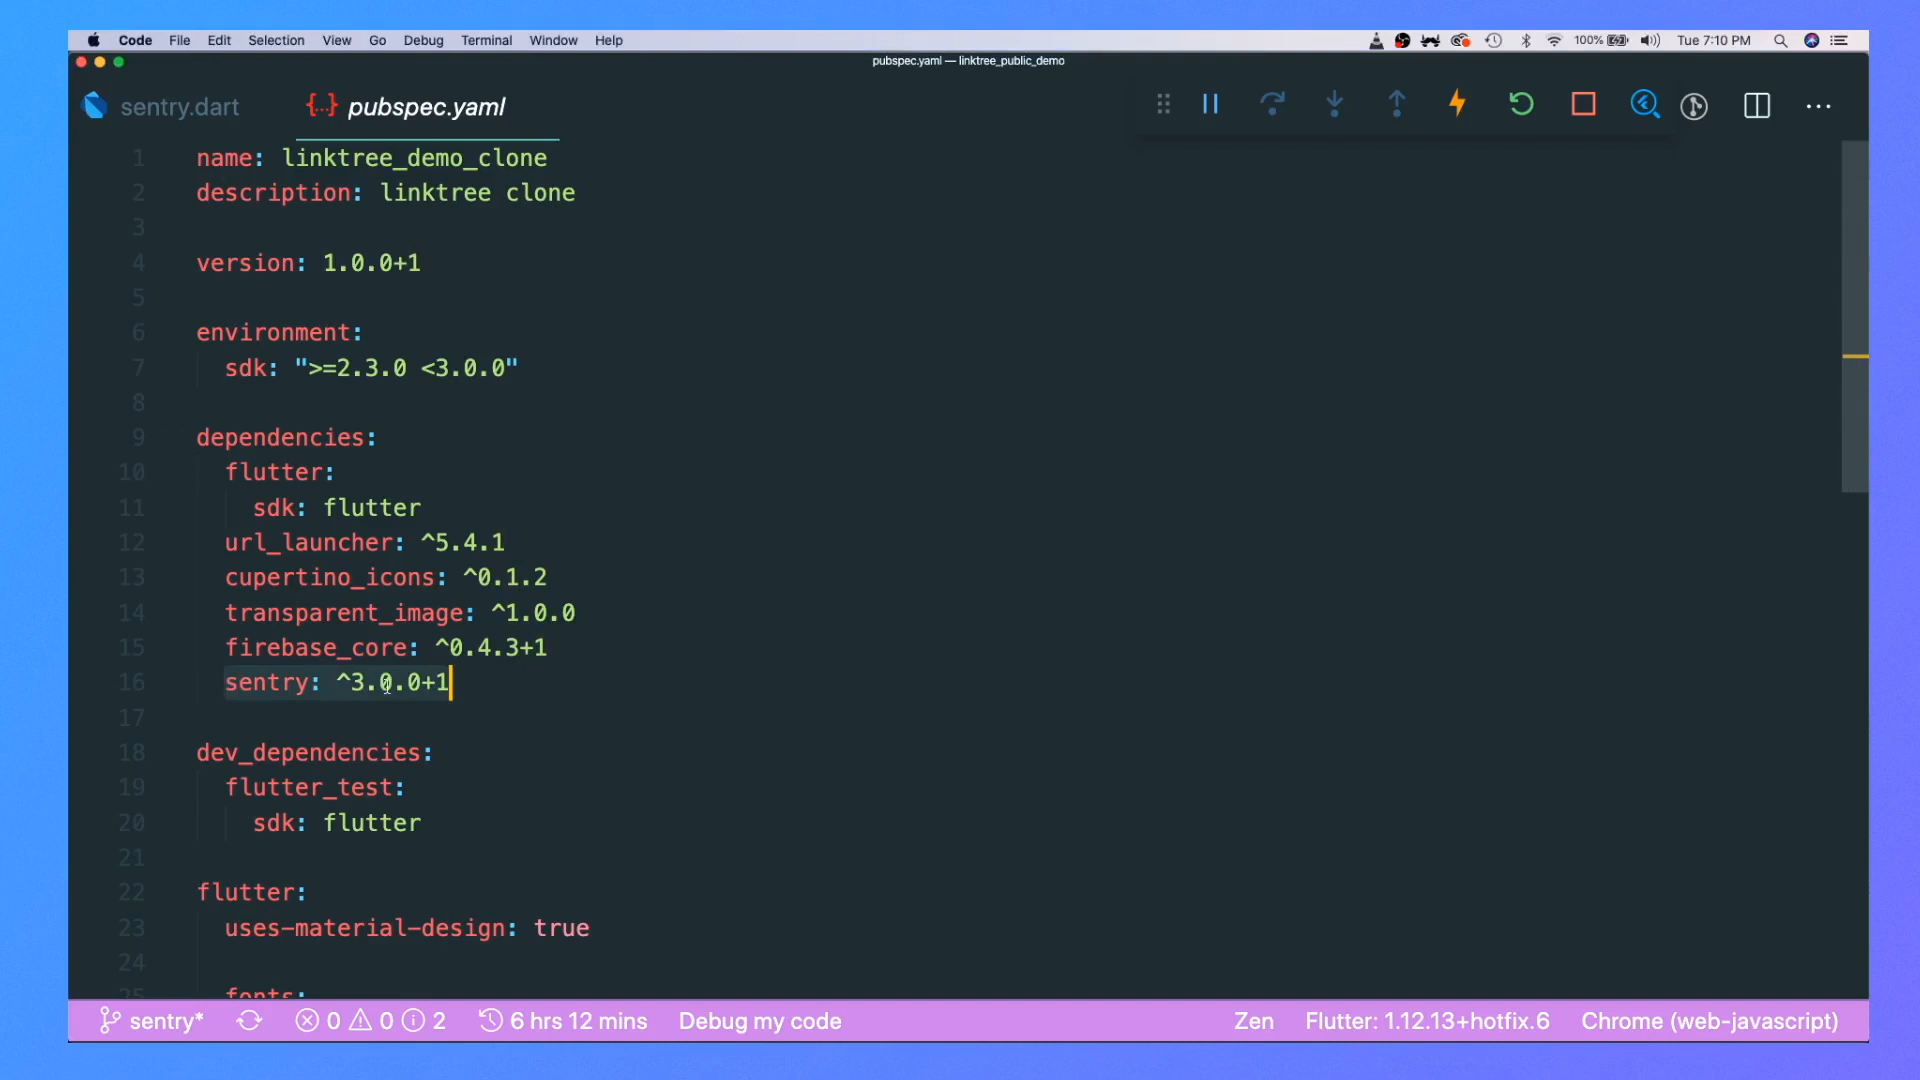 Code File Edit Selection View Go Debug Terminal Window Help 100% Tue 7:10 PM
pubspec.yaml — linktree_public_demo
sentry.dart {...} pubspec.yaml
1 name: linktree_demo_clone
2 description: linktree clone
3
4 version: 1.0.0+1
5
6 environment:
7 sdk: ">=2.3.0 <3.0.0"
8
9 dependencies:
10 flutter:
11 sdk: flutter
12 url_launcher: ^5.4.1
13 cupertino_icons: ^0.1.2
14 transparent_image: ^1.0.0
15 firebase_core: ^0.4.3+1
16 sentry: ^3.0.0+1
17
18 dev_dependencies:
19 flutter_test:
20 sdk: flutter
21
22 flutter:
23 uses-material-design: true
24
25 fonts:
sentry* 0 0 2 6 hrs 12 mins Debug my code Zen Flutter: 1.12.13+hotfix.6 Chrome (web-javascript)